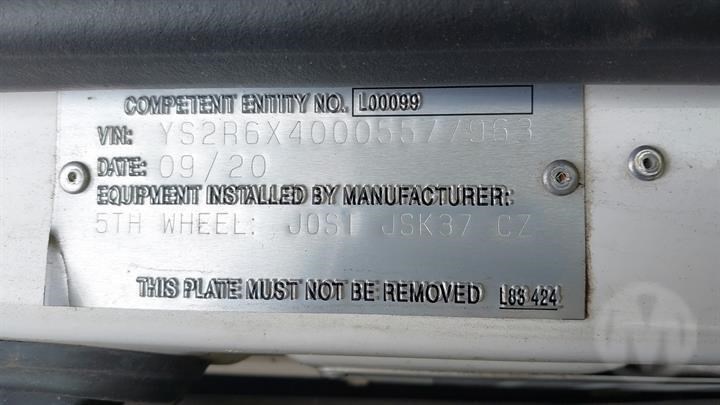 COMPETENT ENTITY NO. L00099
VIN: YS2R6X40005577963
DATE: 09/20
EQUIPMENT INSTALLED BY MANUFACTURER:
5TH WHEEL: JOST JSK37 CZ
THIS PLATE MUST NOT BE REMOVED L83 424
M